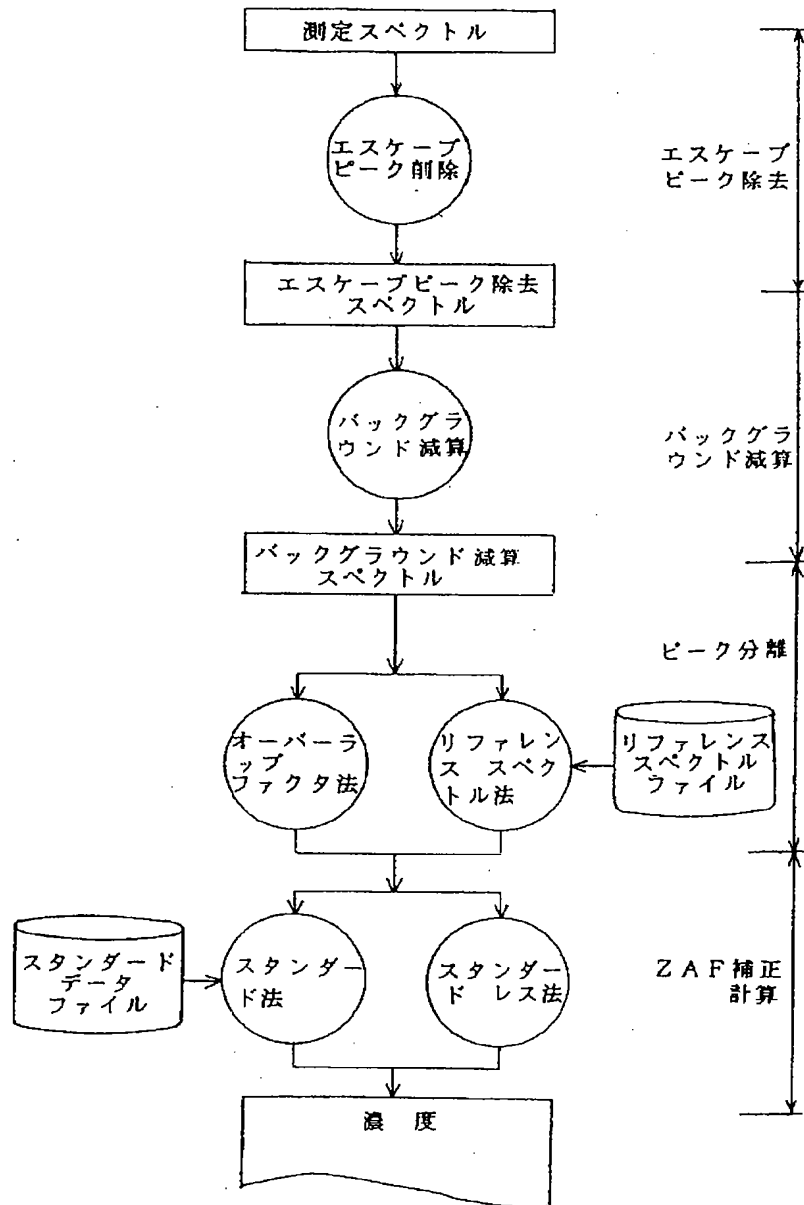 測定スペクトル
エスケープ
ピーク削除
エスケープ
ピーク除去
エスケープピーク除去
スペクトル
バックグラ
ウンド減算
バックグラ
ウンド減算
バックグラウンド減算
スペクトル
ピーク分離
オーバーラ
ップ
ファクタ法
リファレン
ス スペク
トル法
リファレンス
スペクトル
ファイル
スタンダード
データ
ファイル
スタンダー
ド法
スタンダー
ド レス法
ZAF補正
計算
濃度